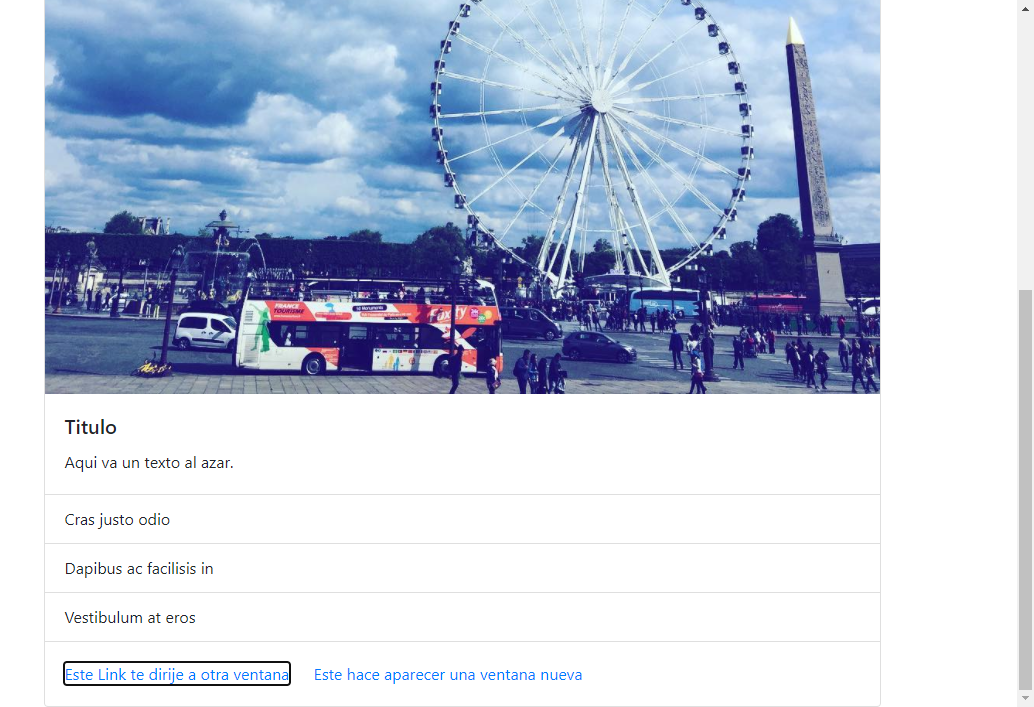 FRANCE
TOURISME
Foxity
Titulo
Aqui va un texto al azar.
Cras justo odio
Dapibus ac facilisis in
Vestibulum at eros
Este Link te dirije a otra ventana Este hace aparecer una ventana nueva